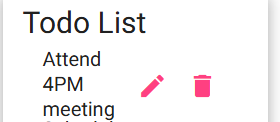 Todo List
Attend
4PM
meeting